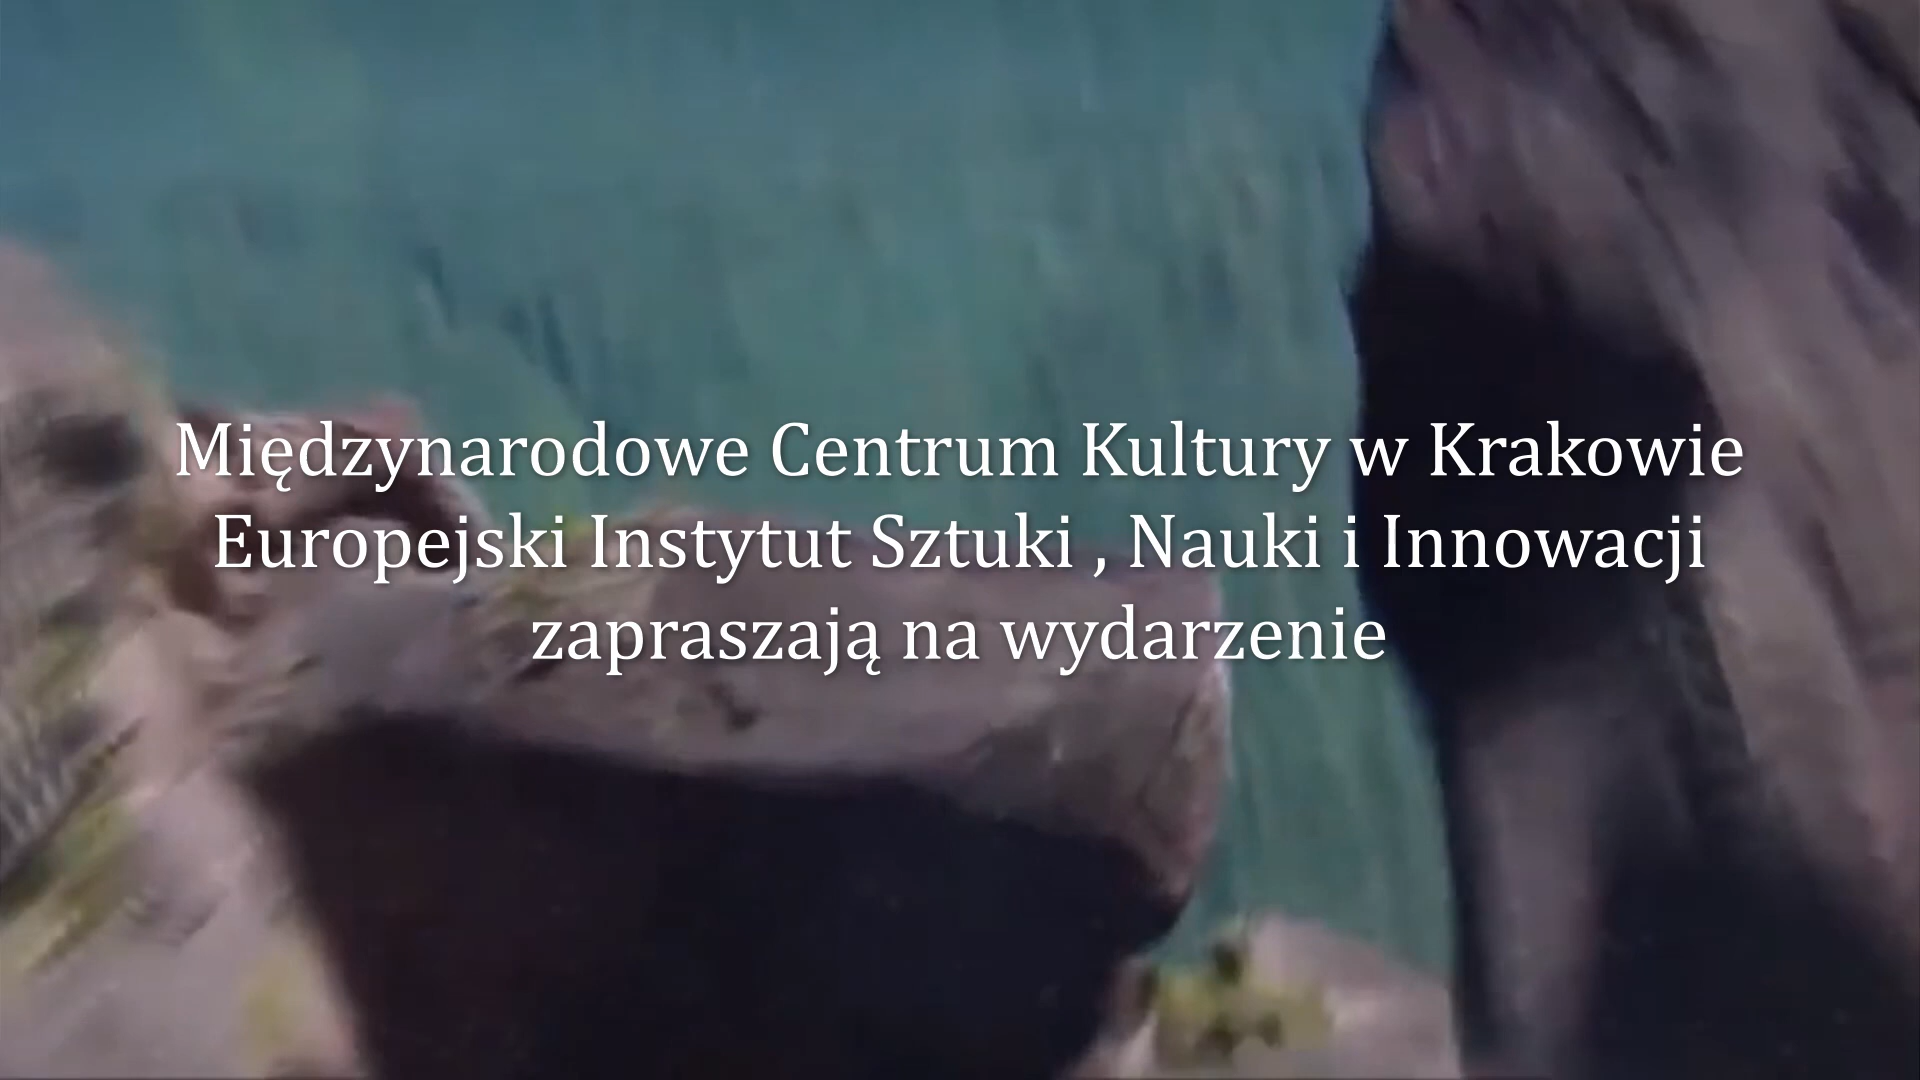 Międzynarodowe Centrum Kultury w Krakowie
Europejski Instytut Sztuki , Nauki i Innowacji
zapraszają na wydarzenie